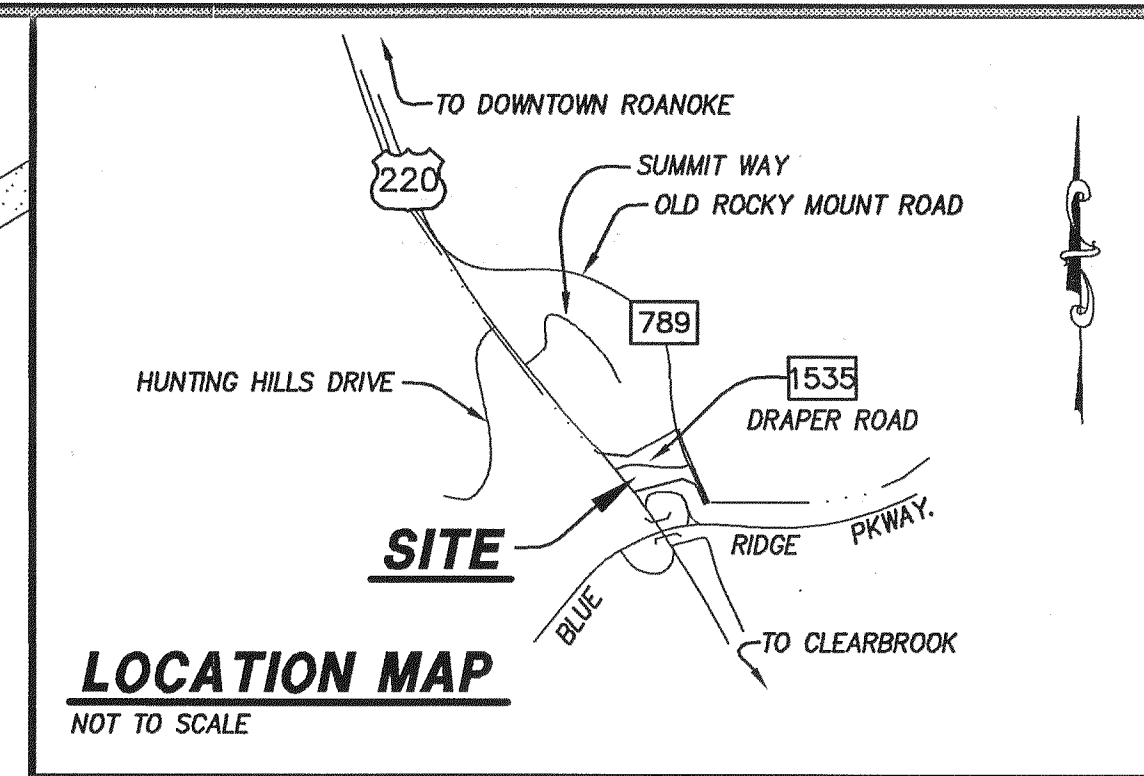 TO DOWNTOWN ROANOKE
220
SUMMIT WAY
OLD ROCKY MOUNT ROAD
789
HUNTING HILLS DRIVE
1535
DRAPER ROAD
SITE
BLUE RIDGE PKWAY.
TO CLEARBROOK
LOCATION MAP
NOT TO SCALE